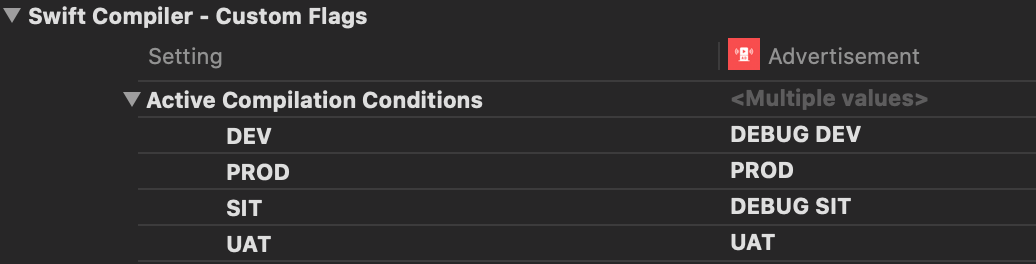 Swift Compiler - Custom Flags
Setting Advertisement
Active Compilation Conditions <Multiple values>
DEV DEBUG DEV
PROD PROD
SIT DEBUG SIT
UAT UAT